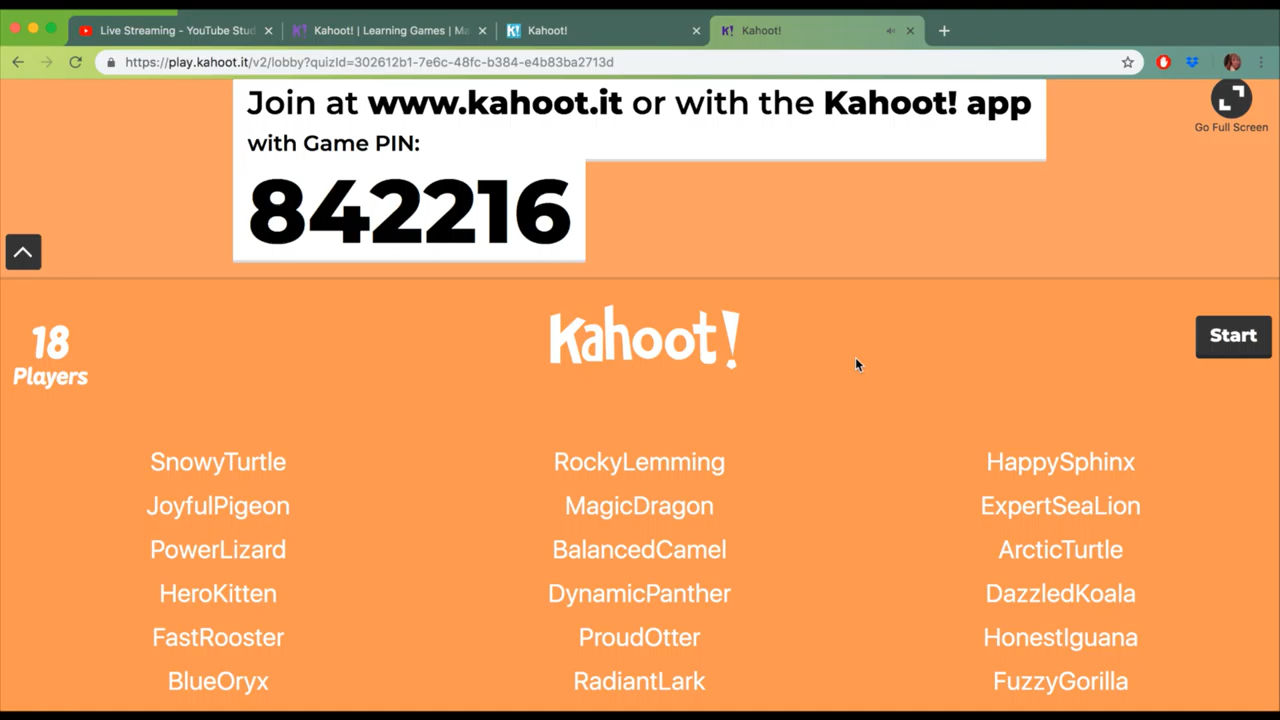 Live Streaming - YouTube Stud
Kahoot! | Learning Games | Ma
Kahoot!
Kahoot!
https://play.kahoot.it/v2/lobby?quizId=302612b1-7e6c-48fc-b384-e4b83ba2713d
Join at www.kahoot.it or with the Kahoot! app
with Game PIN:
842216
Go Full Screen
18
Players
Kahoot!
Start
SnowyTurtle
RockyLemming
HappySphinx
JoyfulPigeon
MagicDragon
ExpertSeaLion
PowerLizard
BalancedCamel
ArcticTurtle
HeroKitten
DynamicPanther
DazzledKoala
FastRooster
ProudOtter
HonestIguana
BlueOryx
RadiantLark
FuzzyGorilla